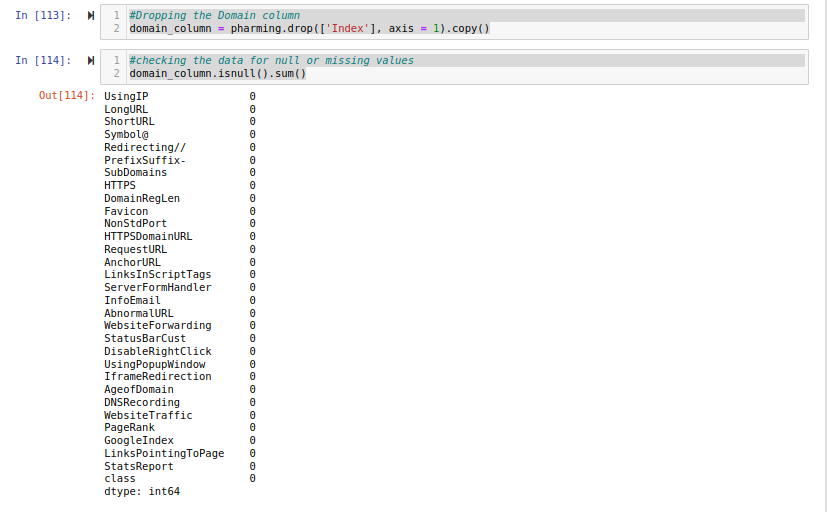 In [113]:
1 #Dropping the Domain column
2 domain_column = pharming.drop(['Index'], axis = 1).copy()
In [114]:
1 #checking the data for null or missing values
2 domain_column.isnull().sum()
Out[114]:
UsingIP 0
LongURL 0
ShortURL 0
Symbol@ 0
Redirecting// 0
PrefixSuffix- 0
SubDomains 0
HTTPS 0
DomainRegLen 0
Favicon 0
NonStdPort 0
HTTPSDomainURL 0
RequestURL 0
AnchorURL 0
LinksInScriptTags 0
ServerFormHandler 0
InfoEmail 0
AbnormalURL 0
WebsiteForwarding 0
StatusBarCust 0
DisableRightClick 0
UsingPopupWindow 0
IframeRedirection 0
AgeofDomain 0
DNSRecording 0
WebsiteTraffic 0
PageRank 0
GoogleIndex 0
LinksPointingToPage 0
StatsReport 0
class 0
dtype: int64